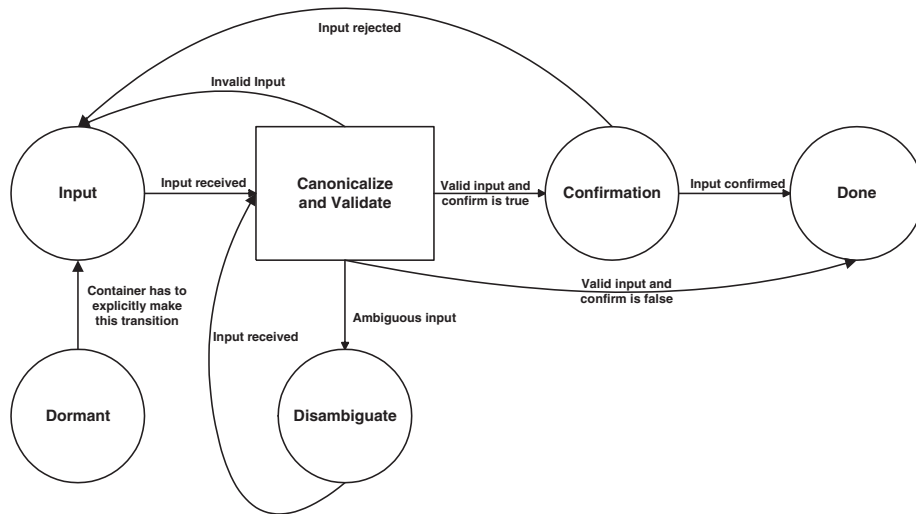 Input rejected
Invalid Input
Input
Input received
Canonicalize
and Validate
Valid input and
confirm is true
Confirmation
Input confirmed
Done
Container has to
explicitly make
this transition
Input received
Ambiguous input
Valid input and
confirm is false
Dormant
Disambiguate